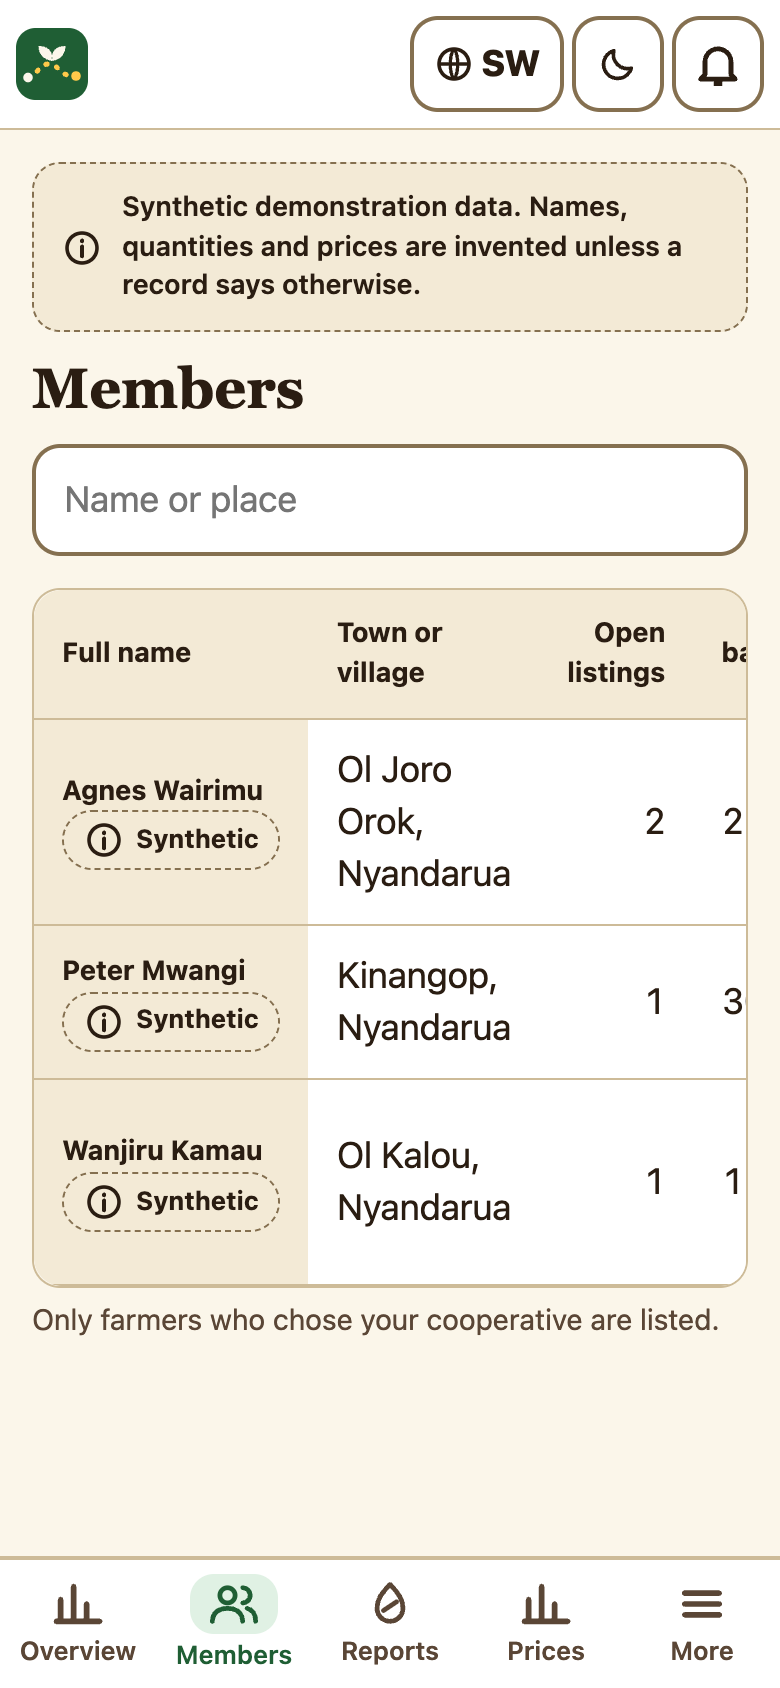 SW
Synthetic demonstration data. Names,
quantities and prices are invented unless a
record says otherwise.
Members
Name or place
Full name
Town or
village
Open
listings
Agnes Wairimu
Synthetic
Ol Joro
Orok,
Nyandarua
2
2
Peter Mwangi
Synthetic
Kinangop,
Nyandarua
1
3
Wanjiru Kamau
Synthetic
Ol Kalou,
Nyandarua
1
1
Only farmers who chose your cooperative are listed.
Overview
Members
Reports
Prices
More